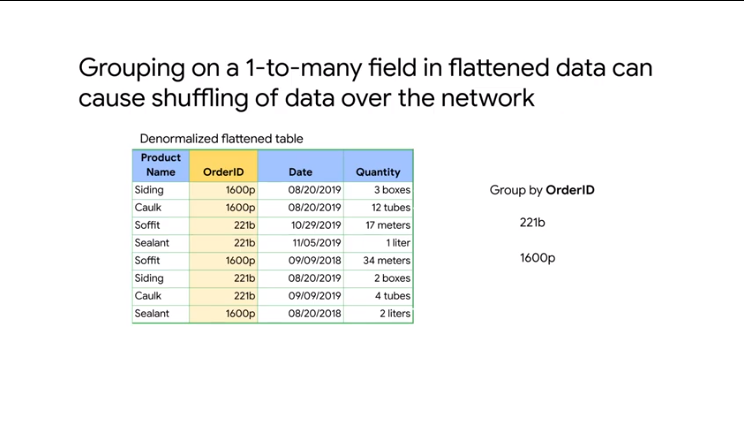 Grouping on a 1-to-many field in flattened data can
cause shuffling of data over the network
Denormalized flattened table
Product Name OrderID Date Quantity
Siding 1600p 08/20/2019 3 boxes
Caulk 1600p 08/20/2019 12 tubes
Soffit 221b 10/29/2019 17 meters
Sealant 221b 11/05/2019 1 liter
Soffit 1600p 09/09/2018 34 meters
Siding 221b 08/20/2019 2 boxes
Caulk 221b 09/09/2019 4 tubes
Sealant 1600p 08/20/2018 2 liters
Group by OrderID
221b
1600p